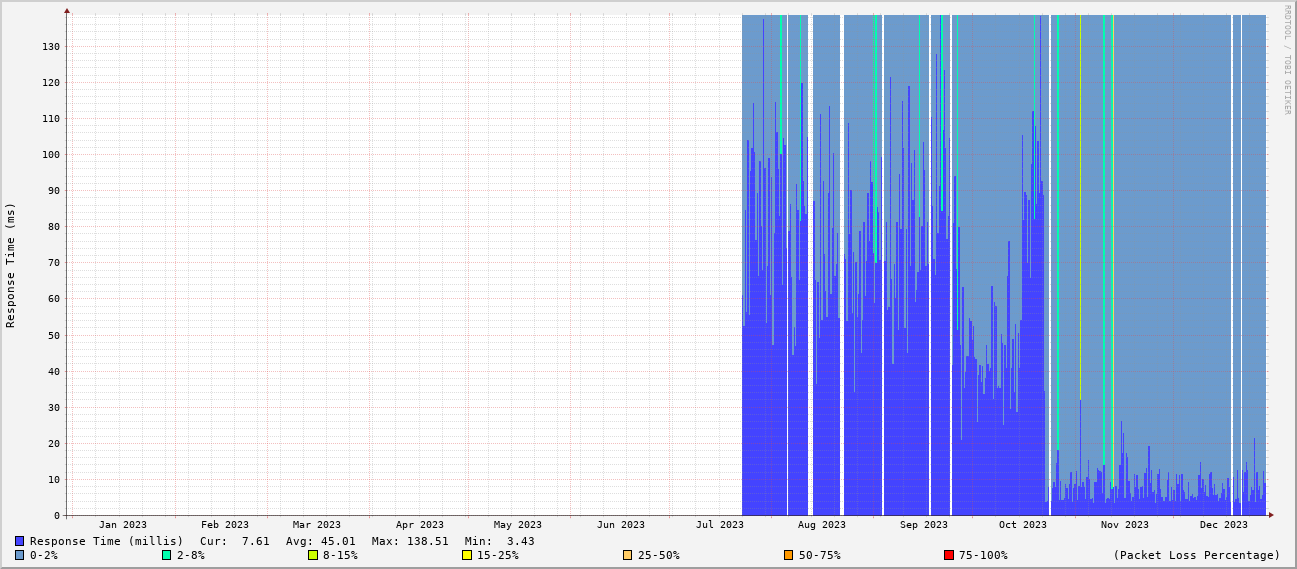 RRDTOOL / TOBI OETIKER
Response Time (ms)
130
120
110
100
90
80
70
60
50
40
30
20
10
0
Jan 2023 Feb 2023 Mar 2023 Apr 2023 May 2023 Jun 2023 Jul 2023 Aug 2023 Sep 2023 Oct 2023 Nov 2023 Dec 2023
Response Time (millis) Cur: 7.61 Avg: 45.01 Max: 138.51 Min: 3.43
0-2% 2-8% 8-15% 15-25% 25-50% 50-75% 75-100% (Packet Loss Percentage)